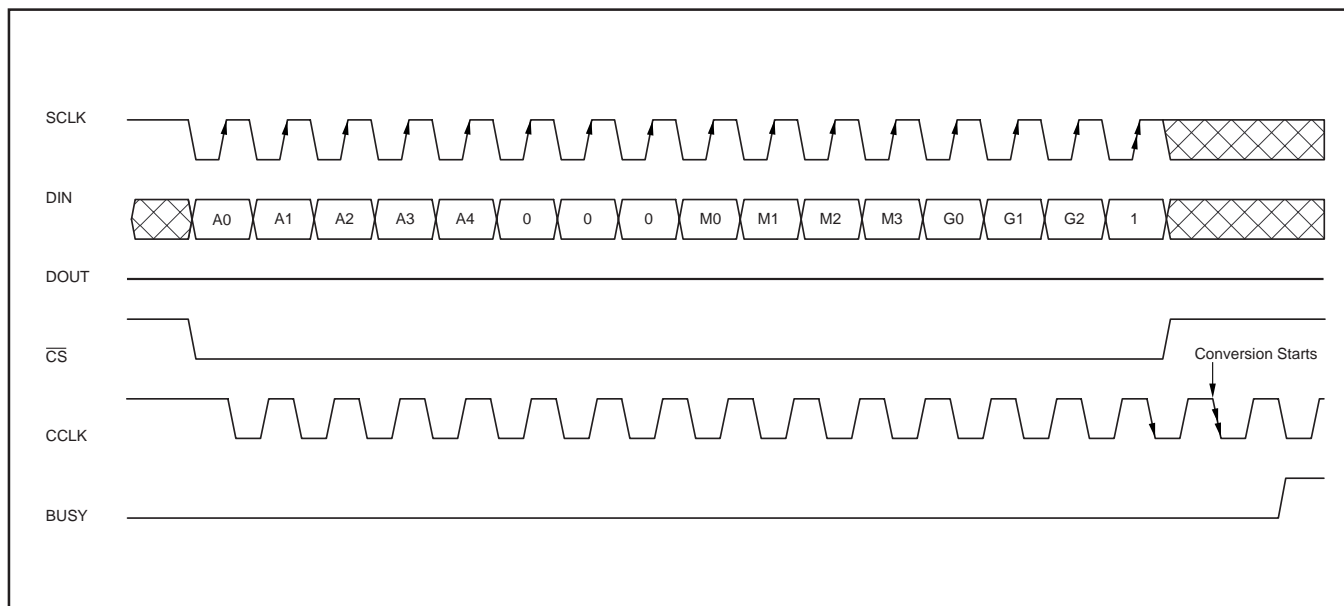 SCLK
DIN
A0 A1 A2 A3 A4 0 0 0 M0 M1 M2 M3 G0 G1 G2 1
DOUT
CS
Conversion Starts
CCLK
BUSY